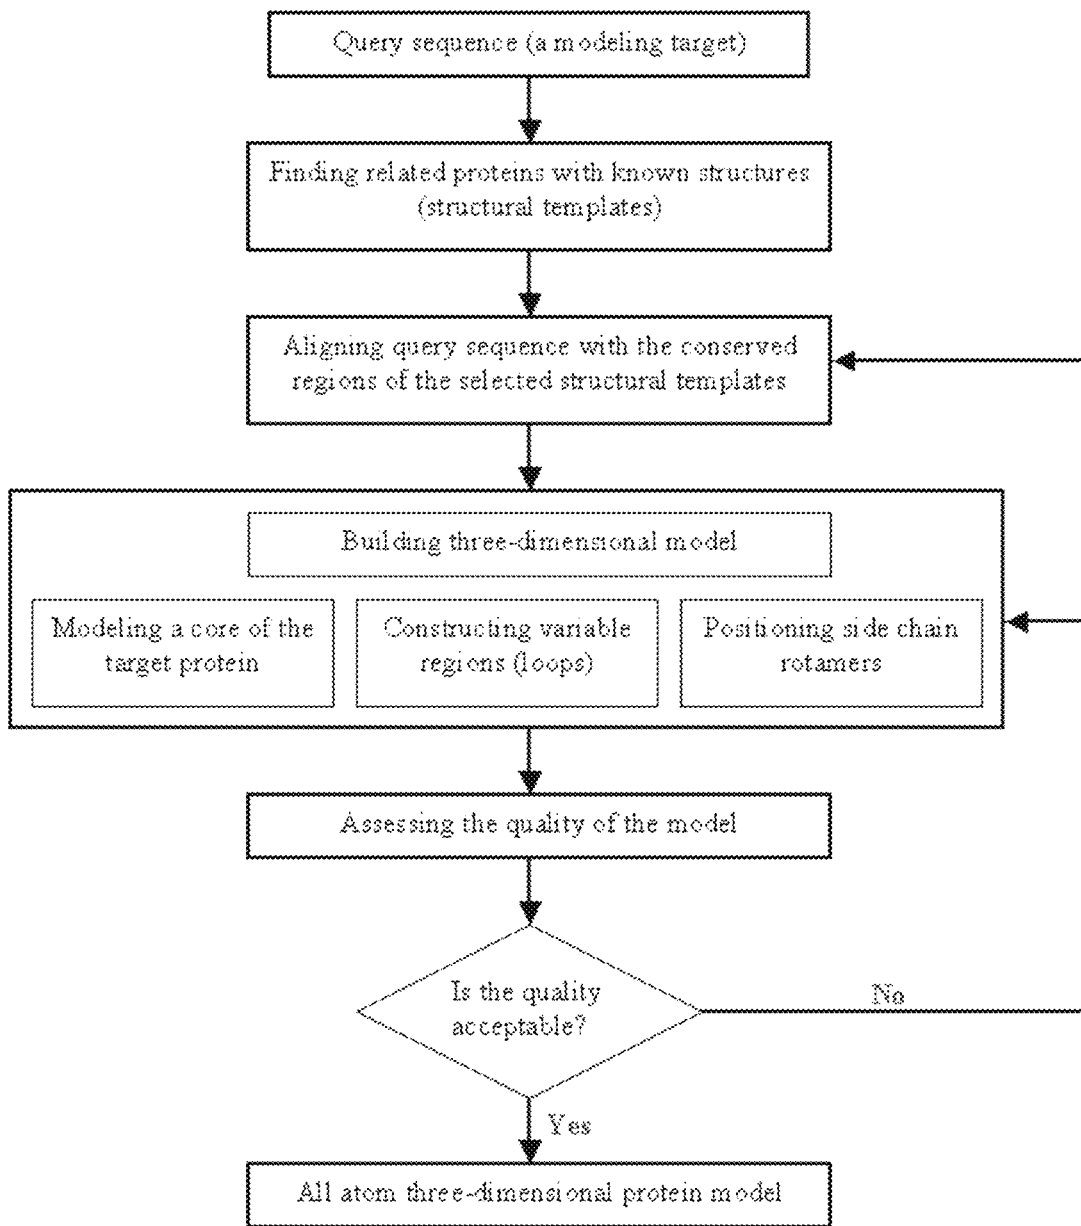 Query sequence (a modeling target)
Finding related proteins with known structures
(structural templates)
Aligning query sequence with the conserved
regions of the selected structural templates
Building three-dimensional model
Modeling a core of the
target protein
Constructing variable
regions (loops)
Positioning side chain
rotamers
Assessing the quality of the model
Is the quality
acceptable?
No
Yes
All atom three-dimensional protein model